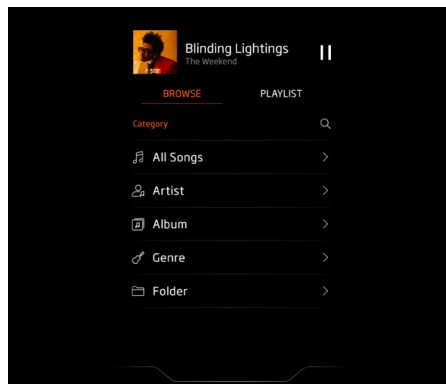 Blinding Lightings
The Weekend
BROWSE
PLAYLIST
Category
All Songs
Artist
Album
Genre
Folder